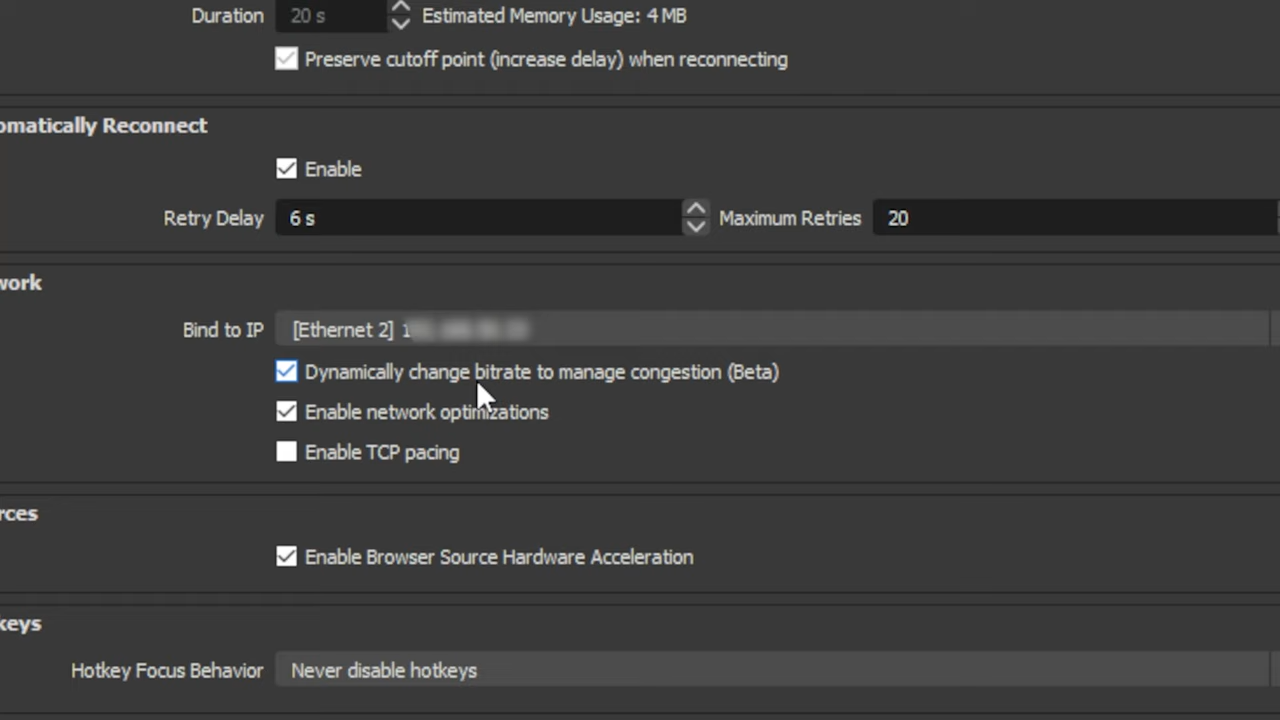 Duration 20 s Estimated Memory Usage: 4 MB
Preserve cutoff point (increase delay) when reconnecting
omatically Reconnect
Enable
Retry Delay 6 s Maximum Retries 20
work
Bind to IP [Ethernet 2] 1
Dynamically change bitrate to manage congestion (Beta)
Enable network optimizations
Enable TCP pacing
rces
Enable Browser Source Hardware Acceleration
keys
Hotkey Focus Behavior Never disable hotkeys